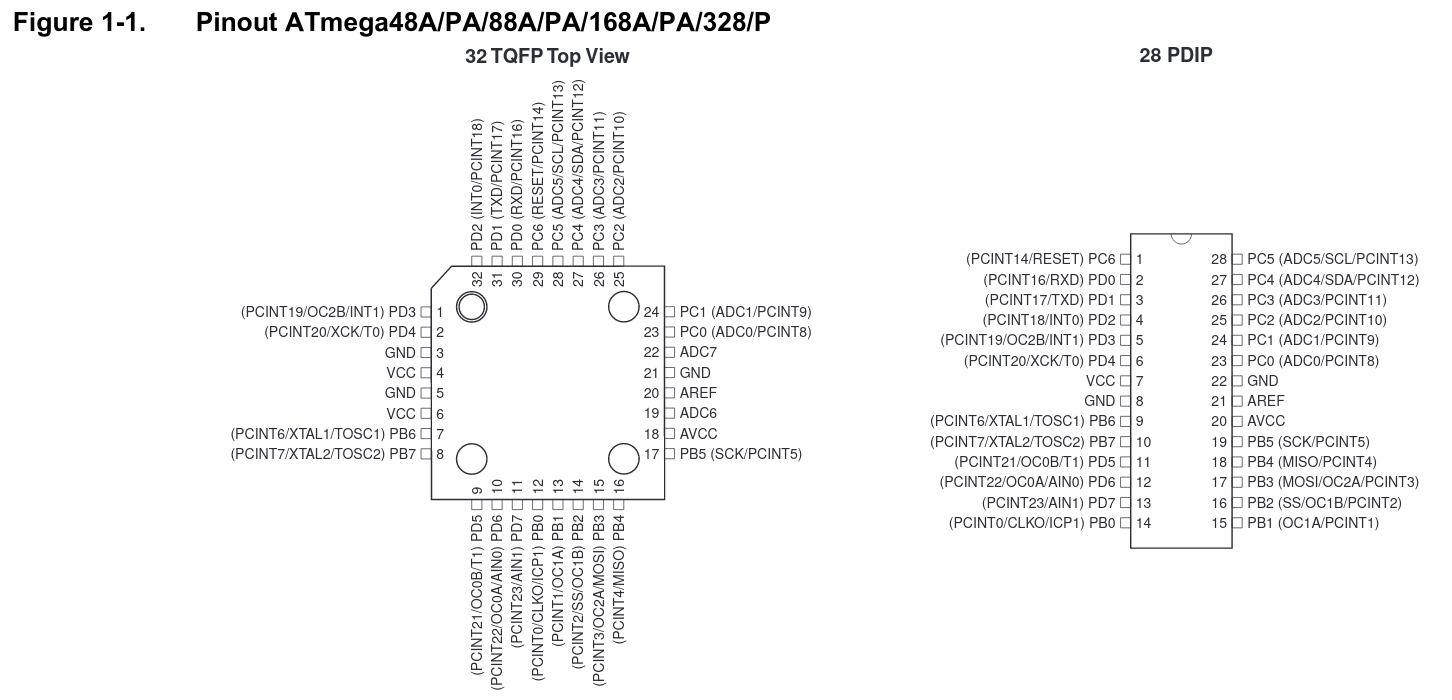 Figure 1-1. Pinout ATmega48A/PA/88A/PA/168A/PA/328/P
32 TQFP Top View
PD2 (INT0/PCINT18)
PD1 (TXD/PCINT17)
PD0 (RXD/PCINT16)
PC6 (RESET/PCINT14)
PC5 (ADC5/SCL/PCINT13)
PC4 (ADC4/SDA/PCINT12)
PC3 (ADC3/PCINT11)
PC2 (ADC2/PCINT10)
32
31
30
29
28
27
26
25
(PCINT19/OC2B/INT1) PD3 1
(PCINT20/XCK/T0) PD4 2
GND 3
VCC 4
GND 5
VCC 6
(PCINT6/XTAL1/TOSC1) PB6 7
(PCINT7/XTAL2/TOSC2) PB7 8
24 PC1 (ADC1/PCINT9)
23 PC0 (ADC0/PCINT8)
22 ADC7
21 GND
20 AREF
19 ADC6
18 AVCC
17 PB5 (SCK/PCINT5)
9
10
11
12
13
14
15
16
(PCINT21/OC0B/T1) PD5
(PCINT22/OC0A/AIN0) PD6
(PCINT23/AIN1) PD7
(PCINT0/CLKO/ICP1) PB0
(PCINT1/OC1A) PB1
(PCINT2/SS/OC1B) PB2
(PCINT3/OC2A/MOSI) PB3
(PCINT4/MISO) PB4
28 PDIP
(PCINT14/RESET) PC6 1
(PCINT16/RXD) PD0 2
(PCINT17/TXD) PD1 3
(PCINT18/INT0) PD2 4
(PCINT19/OC2B/INT1) PD3 5
(PCINT20/XCK/T0) PD4 6
VCC 7
GND 8
(PCINT6/XTAL1/TOSC1) PB6 9
(PCINT7/XTAL2/TOSC2) PB7 10
(PCINT21/OC0B/T1) PD5 11
(PCINT22/OC0A/AIN0) PD6 12
(PCINT23/AIN1) PD7 13
(PCINT0/CLKO/ICP1) PB0 14
28 PC5 (ADC5/SCL/PCINT13)
27 PC4 (ADC4/SDA/PCINT12)
26 PC3 (ADC3/PCINT11)
25 PC2 (ADC2/PCINT10)
24 PC1 (ADC1/PCINT9)
23 PC0 (ADC0/PCINT8)
22 GND
21 AREF
20 AVCC
19 PB5 (SCK/PCINT5)
18 PB4 (MISO/PCINT4)
17 PB3 (MOSI/OC2A/PCINT3)
16 PB2 (SS/OC1B/PCINT2)
15 PB1 (OC1A/PCINT1)